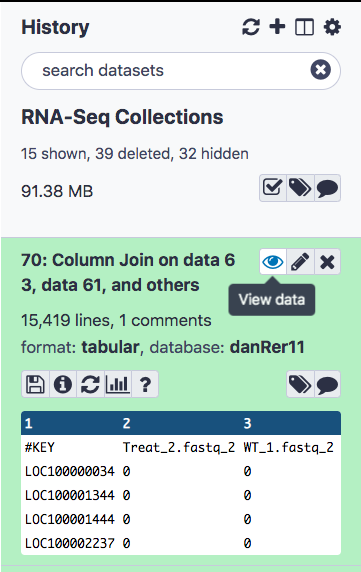 History
search datasets
RNA-Seq Collections
15 shown, 39 deleted, 32 hidden
91.38 MB
70: Column Join on data 6
3, data 61, and others
View data
15,419 lines, 1 comments
format: tabular, database: danRer11
1 2 3
#KEY Treat_2.fastq_2 WT_1.fastq_2
LOC100000034 0 0
LOC100001344 0 0
LOC100001444 0 0
LOC100002237 0 0